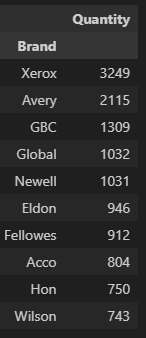 Quantity
Brand
Xerox 3249
Avery 2115
GBC 1309
Global 1032
Newell 1031
Eldon 946
Fellowes 912
Acco 804
Hon 750
Wilson 743